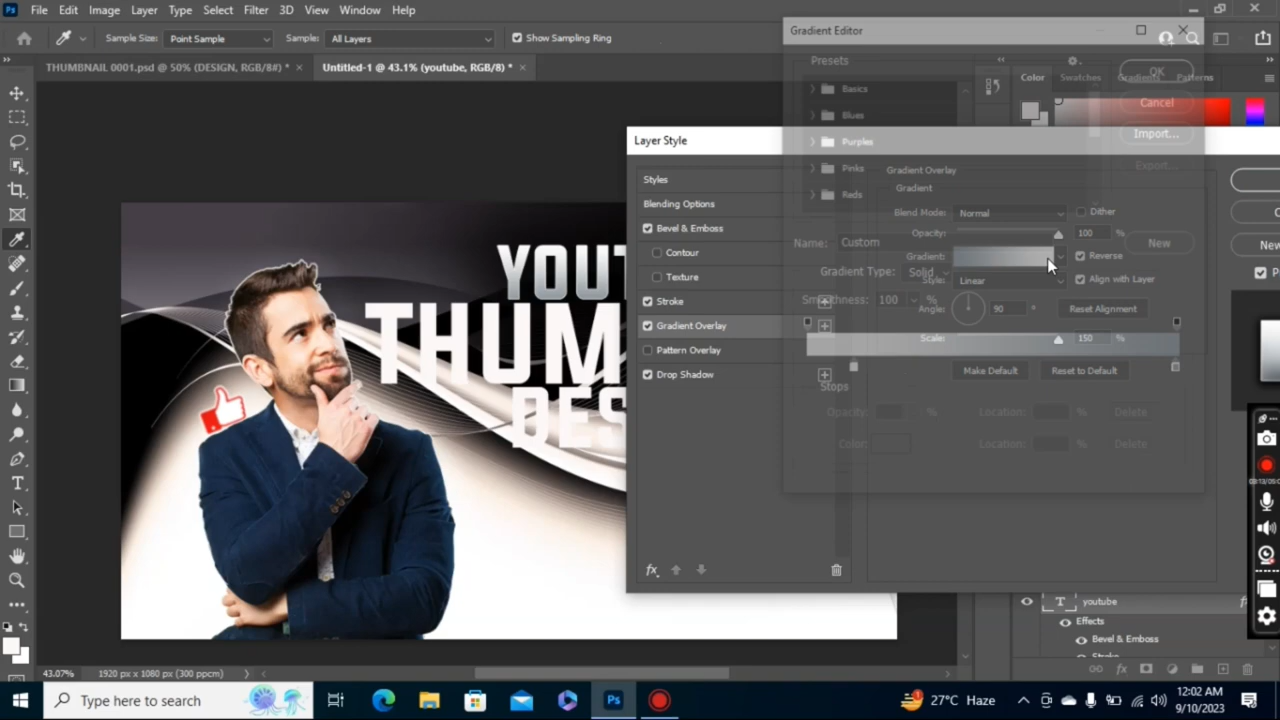 Ps File Edit Image Layer Type Select Filter 3D View Window Help
Sample Size: Point Sample Sample: All Layers Show Sampling Ring
THUMBNAIL 0001.psd @ 50% (DESIGN, RGB/8#) * × Untitled-1 @ 43.1% (youtube, RGB/8) * ×
Gradient Editor
Presets
Basics
Blues
Purples
Pinks
Reds
OK
Cancel
Import...
Export...
Name: Custom
New
Gradient Type: Solid
Smoothness: 100 %
Stops
Opacity: % Location: % Delete
Color: Location: % Delete
Color Swatches Gradients Patterns
Layer Style
Styles
Blending Options
Bevel & Emboss
Contour
Texture
Stroke
Gradient Overlay
Pattern Overlay
Drop Shadow
fx
Gradient Overlay
Gradient
Blend Mode: Normal Dither
Opacity: 100 %
Gradient: Reverse
Style: Linear Align with Layer
Angle: 90 ° Reset Alignment
Scale: 150 %
Make Default Reset to Default
YOUT
THUM
DES
T youtube
Effects
Bevel & Emboss
Stroke
43.07% 1920 px x 1080 px (300 ppcm)
Type here to search
Ps
27°C Haze
12:02 AM
9/10/2023